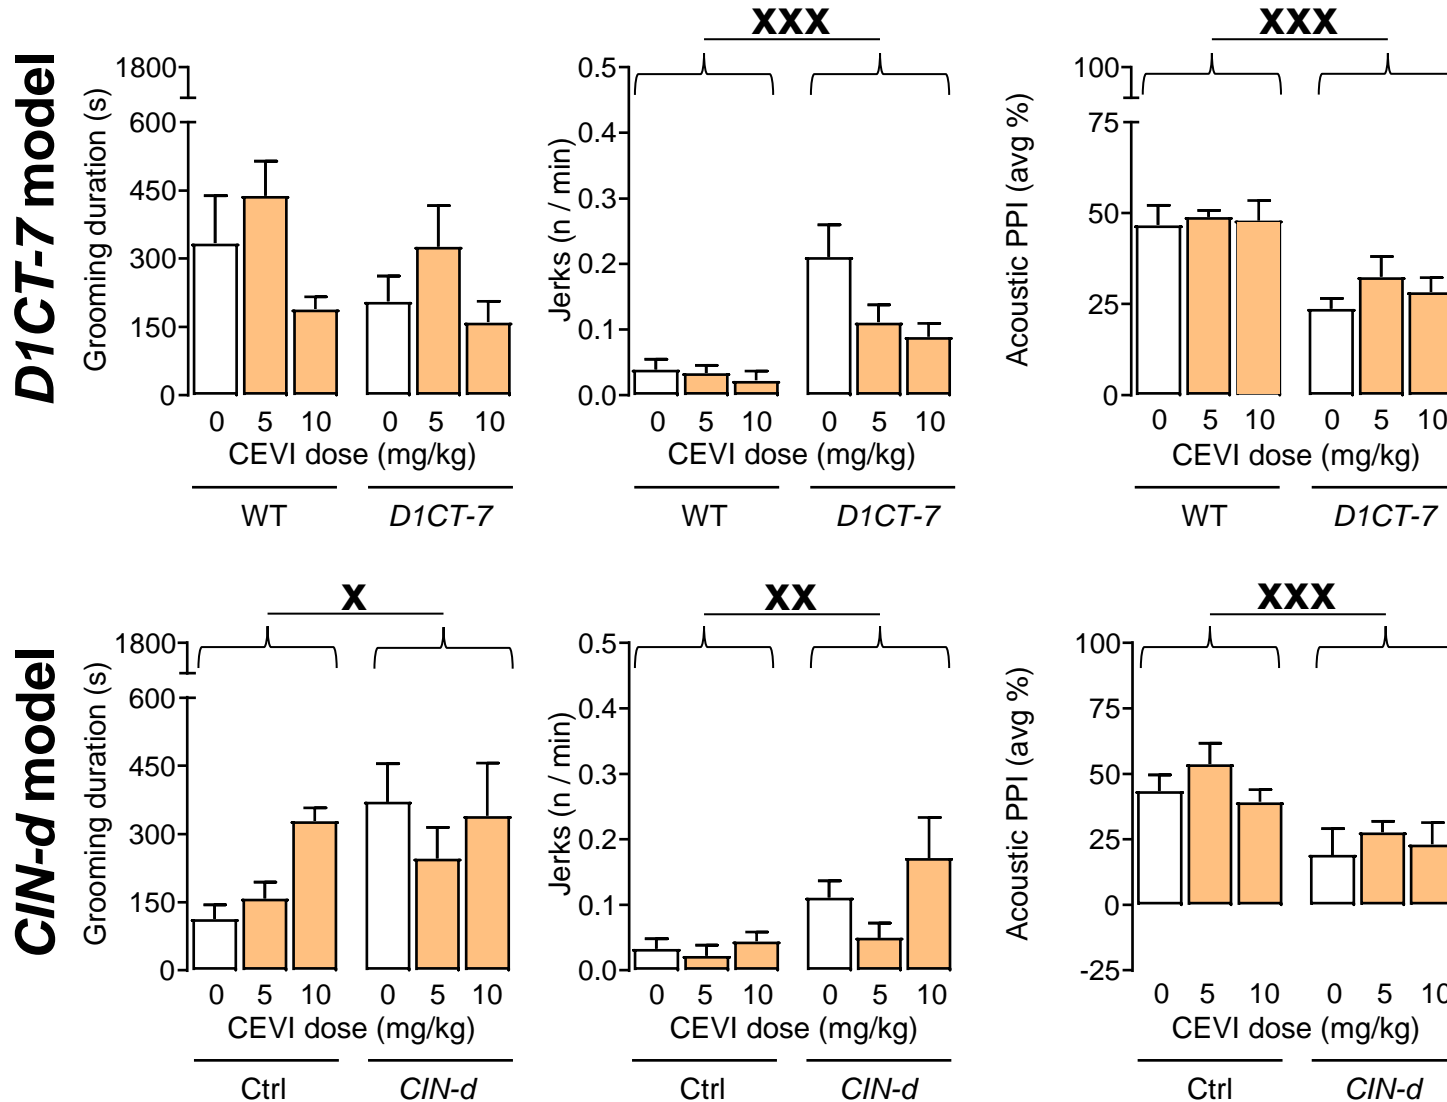 D1CT-7 model
Grooming duration (s)
1800
600
450
300
150
0
0 5 10 0 5 10
CEVI dose (mg/kg)
WT D1CT-7
XXX
Jerks (n / min)
0.5
0.4
0.3
0.2
0.1
0.0
0 5 10 0 5 10
CEVI dose (mg/kg)
WT D1CT-7
XXX
Acoustic PPI (avg %)
100
75
50
25
0
0 5 10 0 5 10
CEVI dose (mg/kg)
WT D1CT-7
CIN-d model
X
Grooming duration (s)
1800
600
450
300
150
0
0 5 10 0 5 10
CEVI dose (mg/kg)
Ctrl CIN-d
XX
Jerks (n / min)
0.5
0.4
0.3
0.2
0.1
0.0
0 5 10 0 5 10
CEVI dose (mg/kg)
Ctrl CIN-d
XXX
Acoustic PPI (avg %)
100
75
50
25
0
-25
0 5 10 0 5 10
CEVI dose (mg/kg)
Ctrl CIN-d